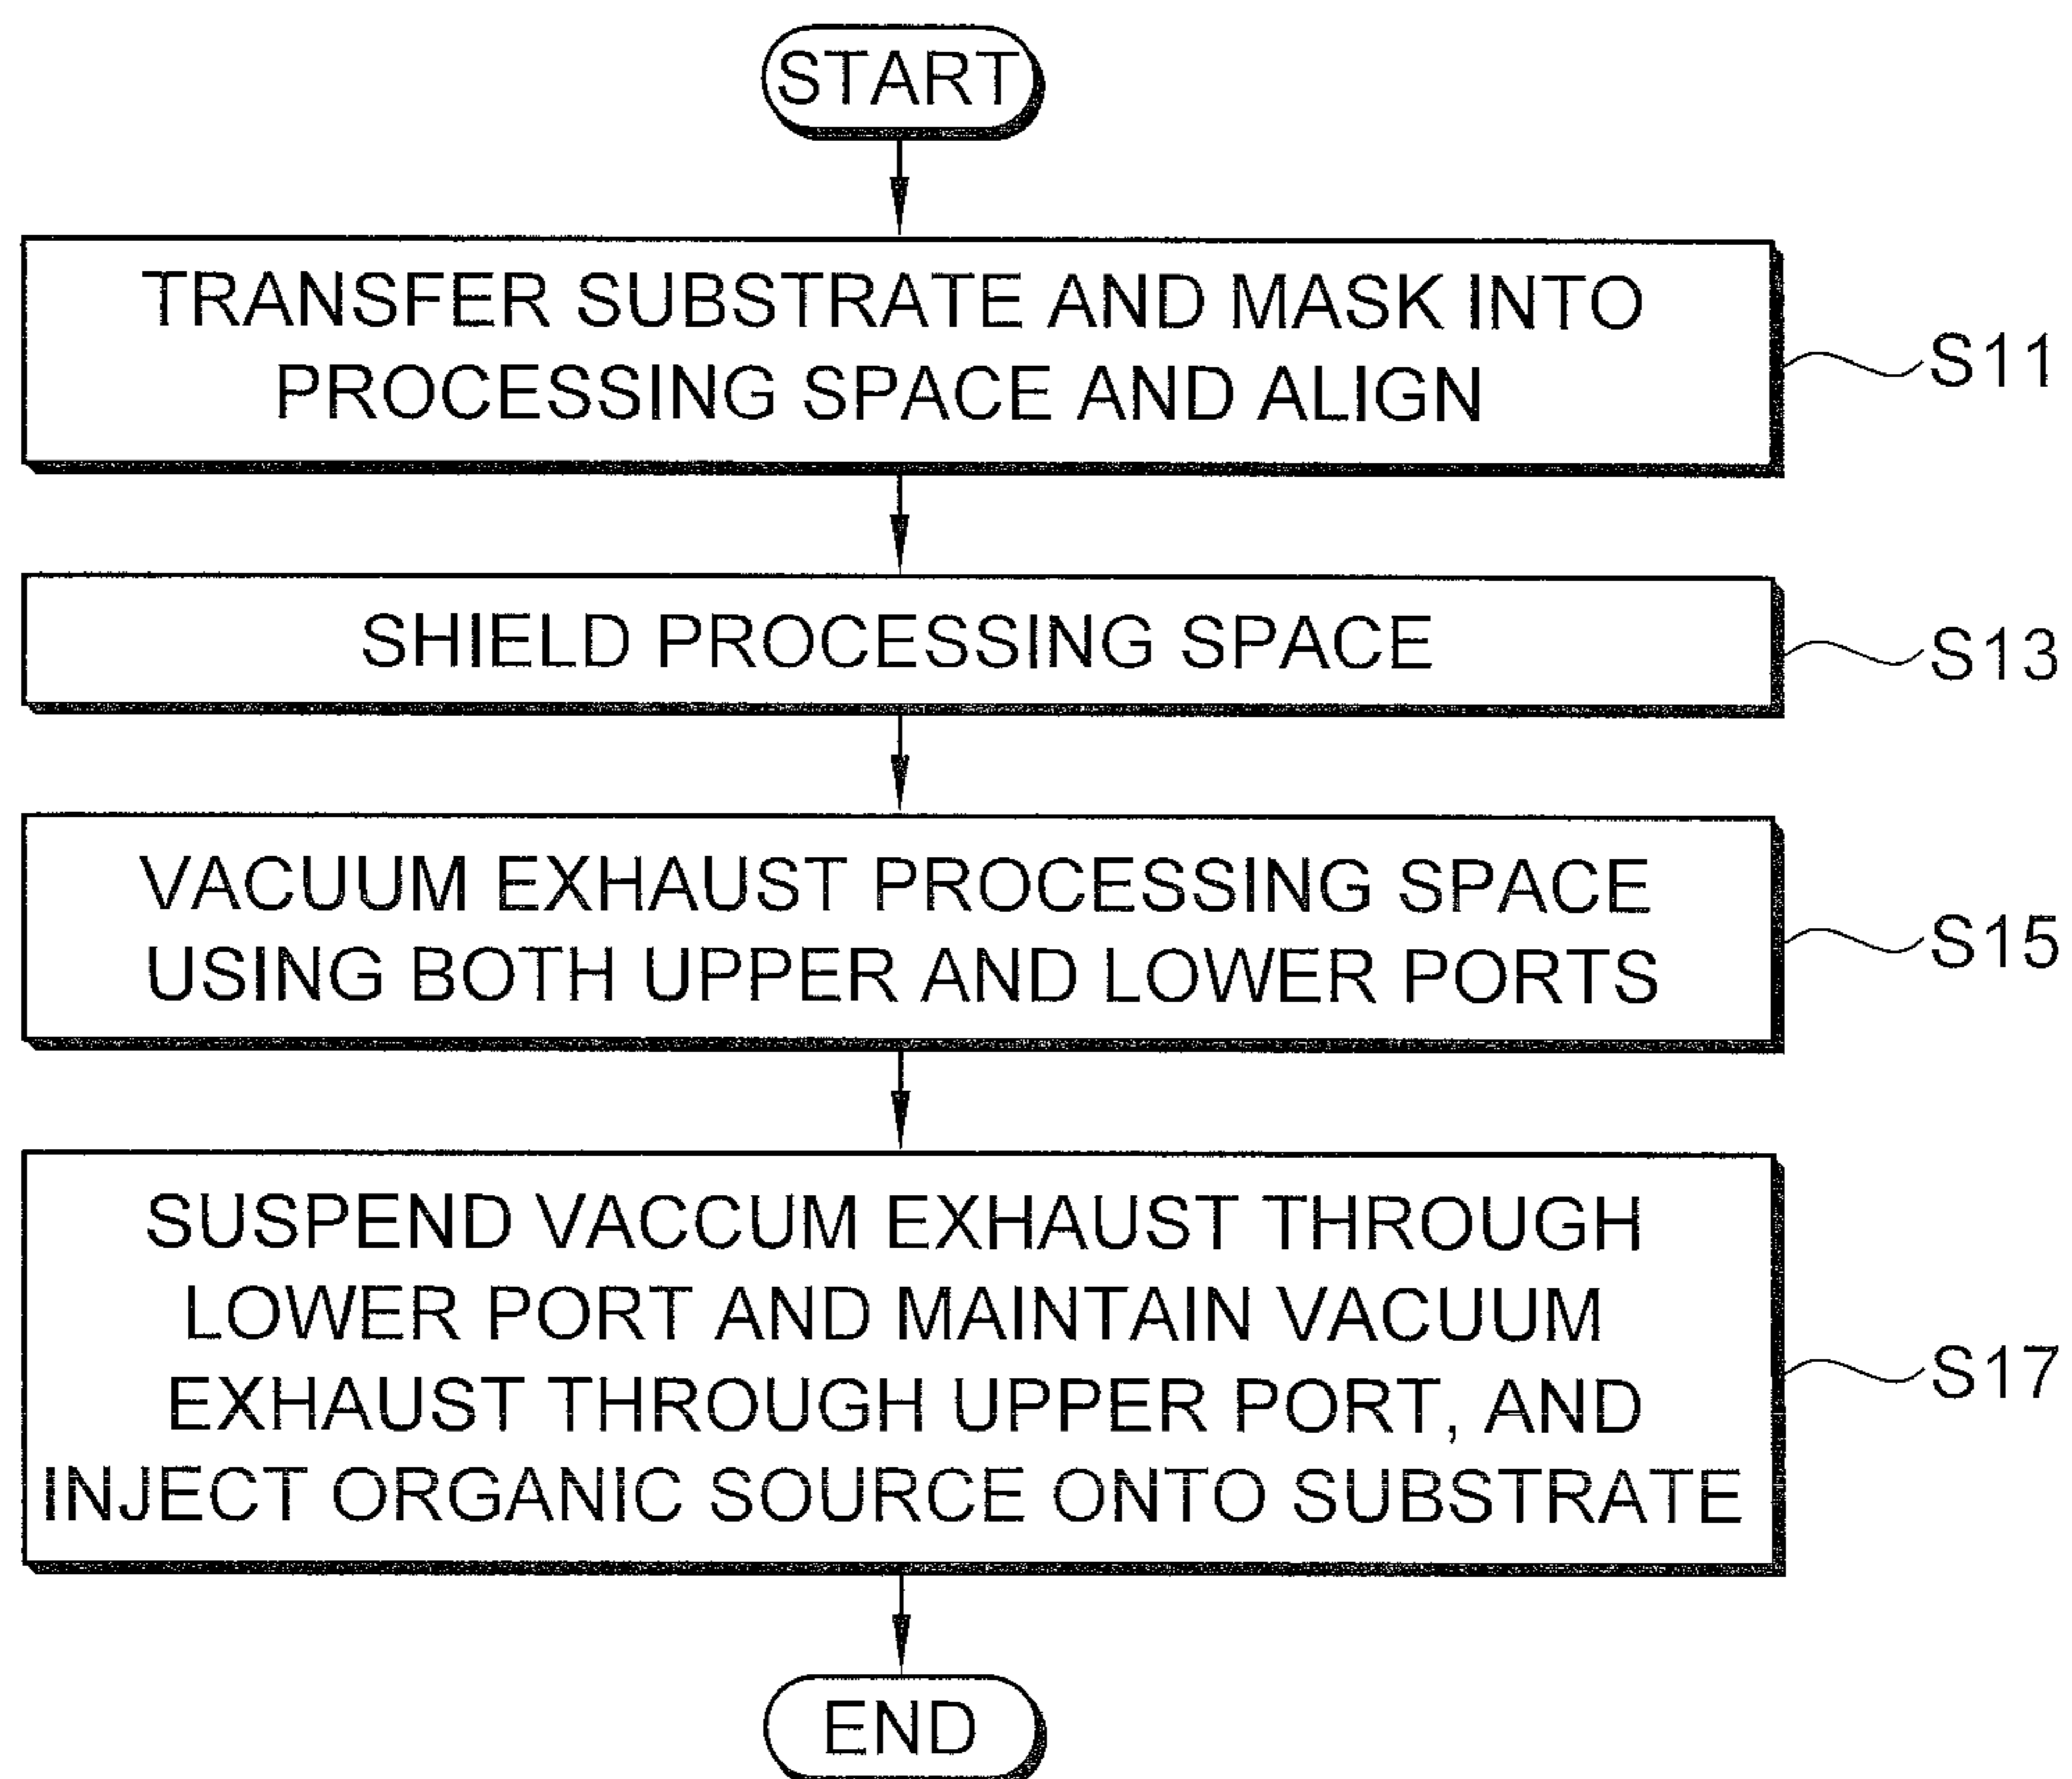 START
TRANSFER SUBSTRATE AND MASK INTO
PROCESSING SPACE AND ALIGN
S11
SHIELD PROCESSING SPACE
S13
VACUUM EXHAUST PROCESSING SPACE
USING BOTH UPPER AND LOWER PORTS
S15
SUSPEND VACCUM EXHAUST THROUGH
LOWER PORT AND MAINTAIN VACUUM
EXHAUST THROUGH UPPER PORT, AND
INJECT ORGANIC SOURCE ONTO SUBSTRATE
S17
END